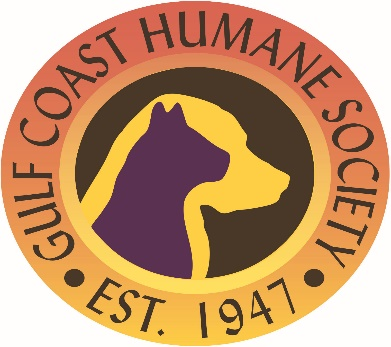 GULF COAST HUMANE SOCIETY
• EST. 1947 •